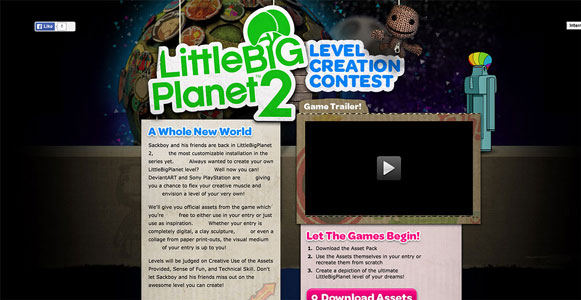 Like
LittleBIG
Planet
™
2
LEVEL
CREATION
CONTEST
Game Trailer!
A Whole New World
Sackboy and his friends are back in LittleBigPlanet
2, the most customizable installation in the
series yet. Always wanted to create your own
LittleBigPlanet level? Well now you can!
DeviantART and Sony PlayStation are giving
you a chance to flex your creative muscle and
envision a level of your very own!
We'll give you official assets from the game which
you're free to either use in your entry or just
use as inspiration. Whether your entry is
completely digital, a clay sculpture, or even a
collage from paper print-outs, the visual medium
of your entry is up to you!
Levels will be judged on Creative Use of the Assets
Provided, Sense of Fun, and Technical Skill. Don't
let Sackboy and his friends miss out on the
awesome level you can create!
Let The Games Begin!
1. Download the Asset Pack
2. Use the Assets themselves in your entry or
recreate them from scratch
3. Create a depiction of the ultimate
LittleBigPlanet level of your dreams!
Download Assets